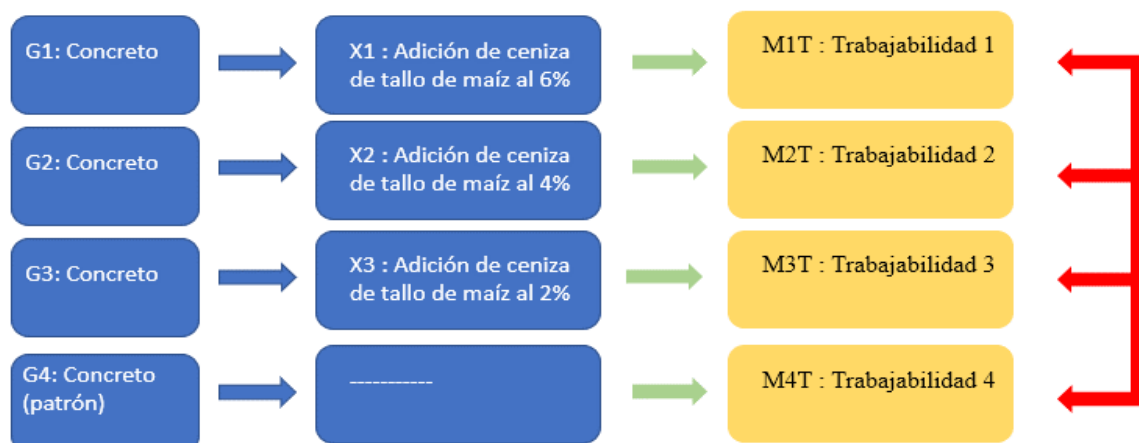 G1: Concreto
X1 : Adición de ceniza
de tallo de maíz al 6%
M1T : Trabajabilidad 1
G2: Concreto
X2 : Adición de ceniza
de tallo de maíz al 4%
M2T : Trabajabilidad 2
G3: Concreto
X3 : Adición de ceniza
de tallo de maíz al 2%
M3T : Trabajabilidad 3
G4: Concreto
(patrón)
-----------
M4T : Trabajabilidad 4